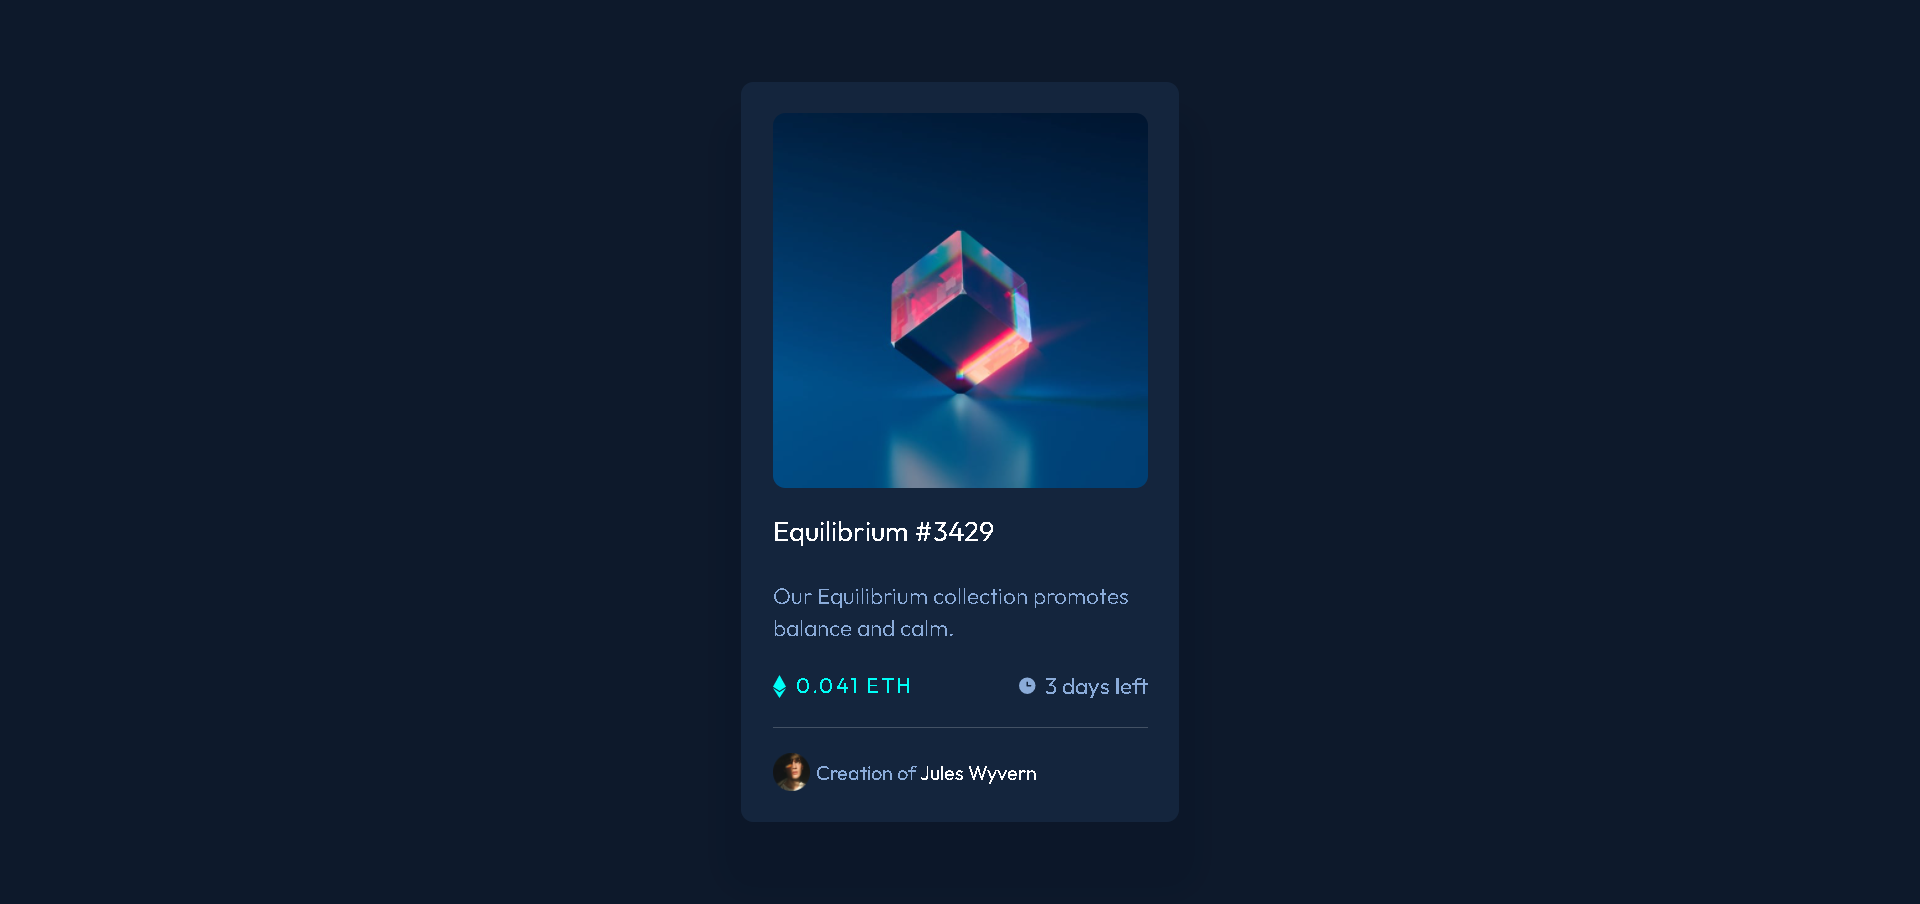 Equilibrium #3429
Our Equilibrium collection promotes
balance and calm.
0.041 ETH
3 days left
Creation of Jules Wyvern